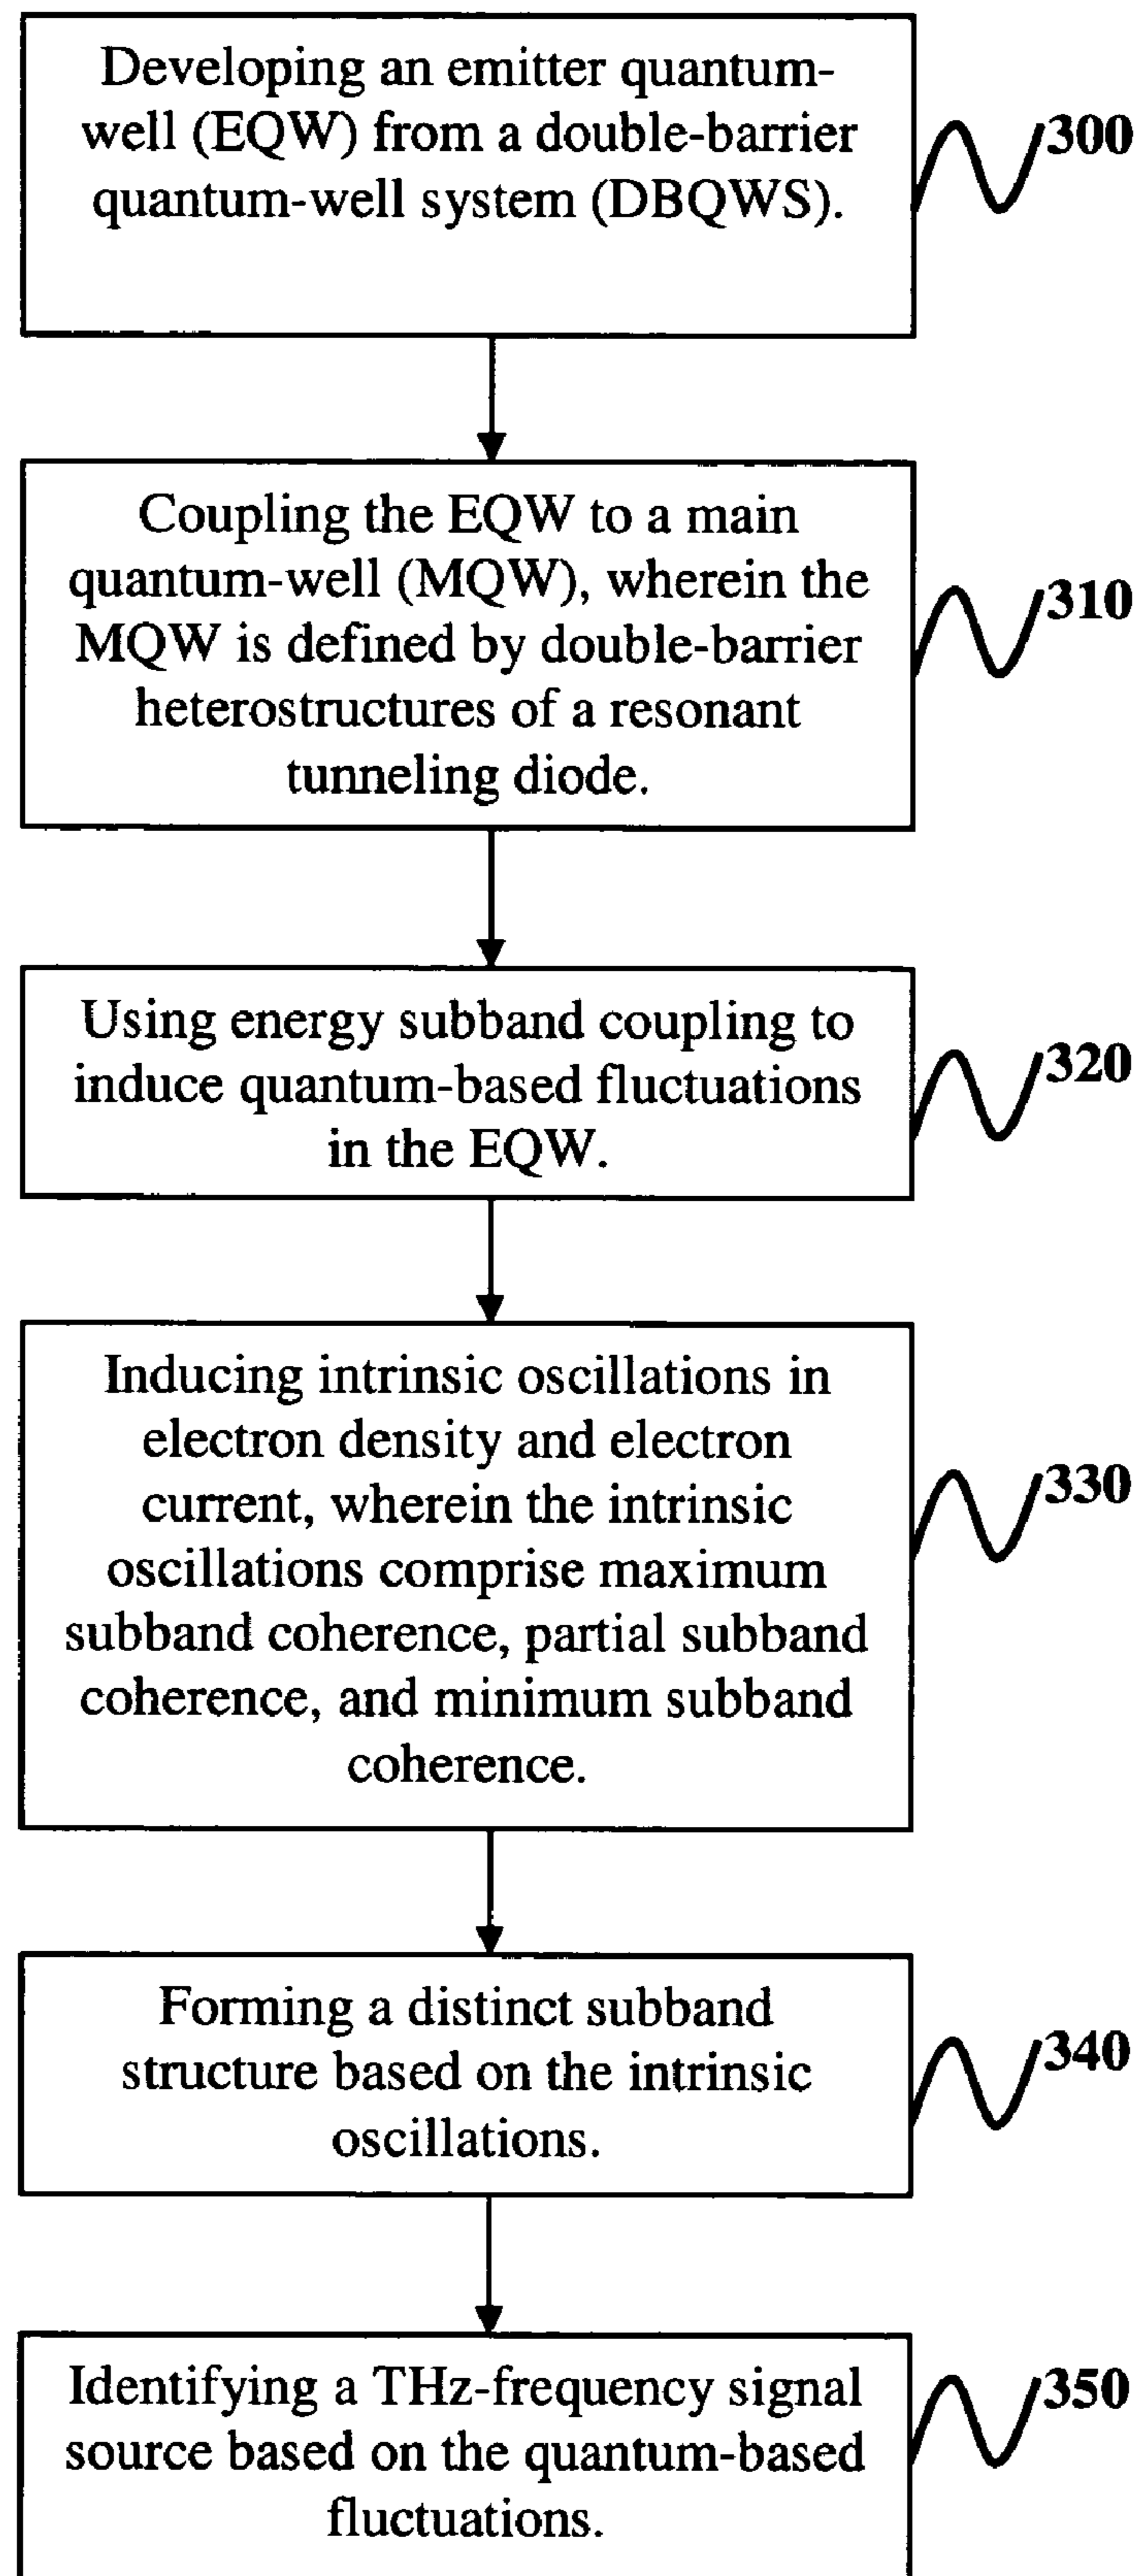 Developing an emitter quantum-
well (EQW) from a double-barrier
quantum-well system (DBQWS).
300
Coupling the EQW to a main
quantum-well (MQW), wherein the
MQW is defined by double-barrier
heterostructures of a resonant
tunneling diode.
310
Using energy subband coupling to
induce quantum-based fluctuations
in the EQW.
320
Inducing intrinsic oscillations in
electron density and electron
current, wherein the intrinsic
oscillations comprise maximum
subband coherence, partial subband
coherence, and minimum subband
coherence.
330
Forming a distinct subband
structure based on the intrinsic
oscillations.
340
Identifying a THz-frequency signal
source based on the quantum-based
fluctuations.
350